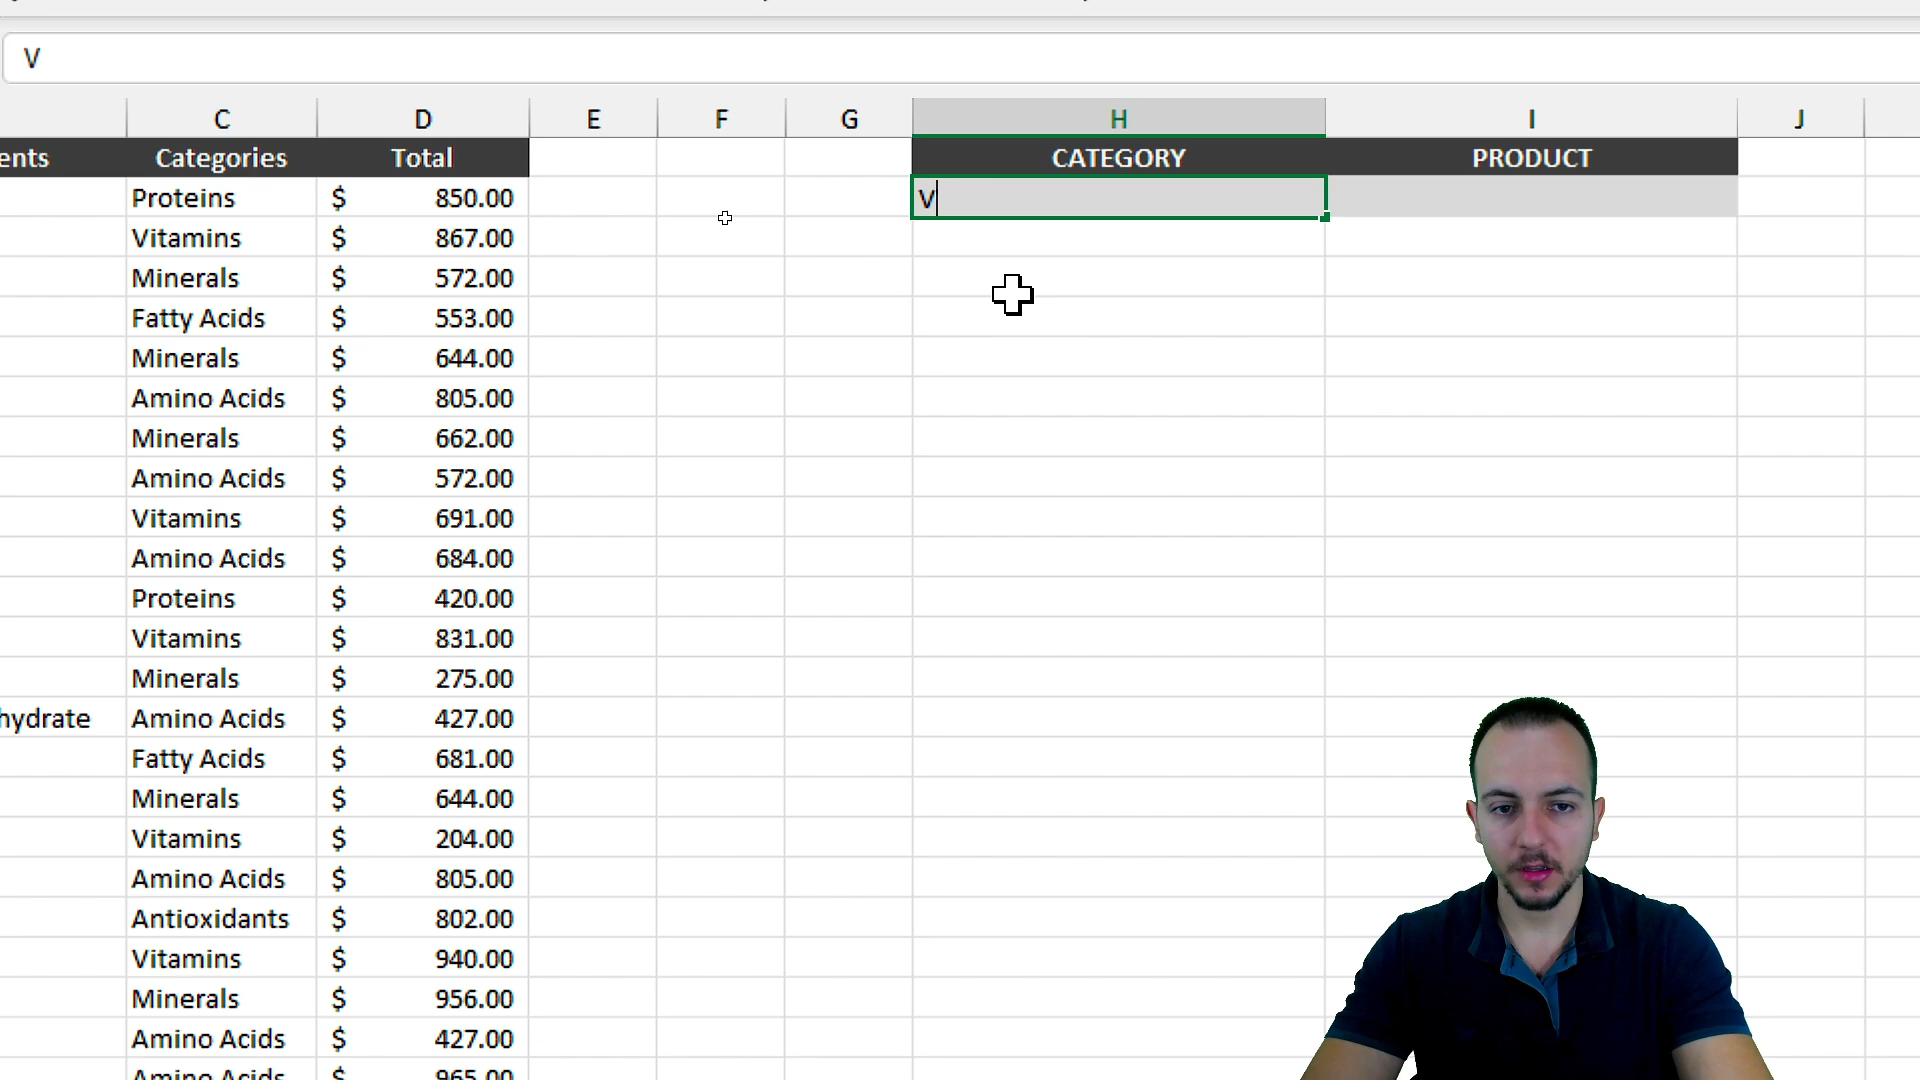 V
C D E F G H I J
ents Categories Total CATEGORY PRODUCT
Proteins $ 850.00 V
Vitamins $ 867.00
Minerals $ 572.00
Fatty Acids $ 553.00
Minerals $ 644.00
Amino Acids $ 805.00
Minerals $ 662.00
Amino Acids $ 572.00
Vitamins $ 691.00
Amino Acids $ 684.00
Proteins $ 420.00
Vitamins $ 831.00
Minerals $ 275.00
hydrate Amino Acids $ 427.00
Fatty Acids $ 681.00
Minerals $ 644.00
Vitamins $ 204.00
Amino Acids $ 805.00
Antioxidants $ 802.00
Vitamins $ 940.00
Minerals $ 956.00
Amino Acids $ 427.00
Amino Acids $ 965.00